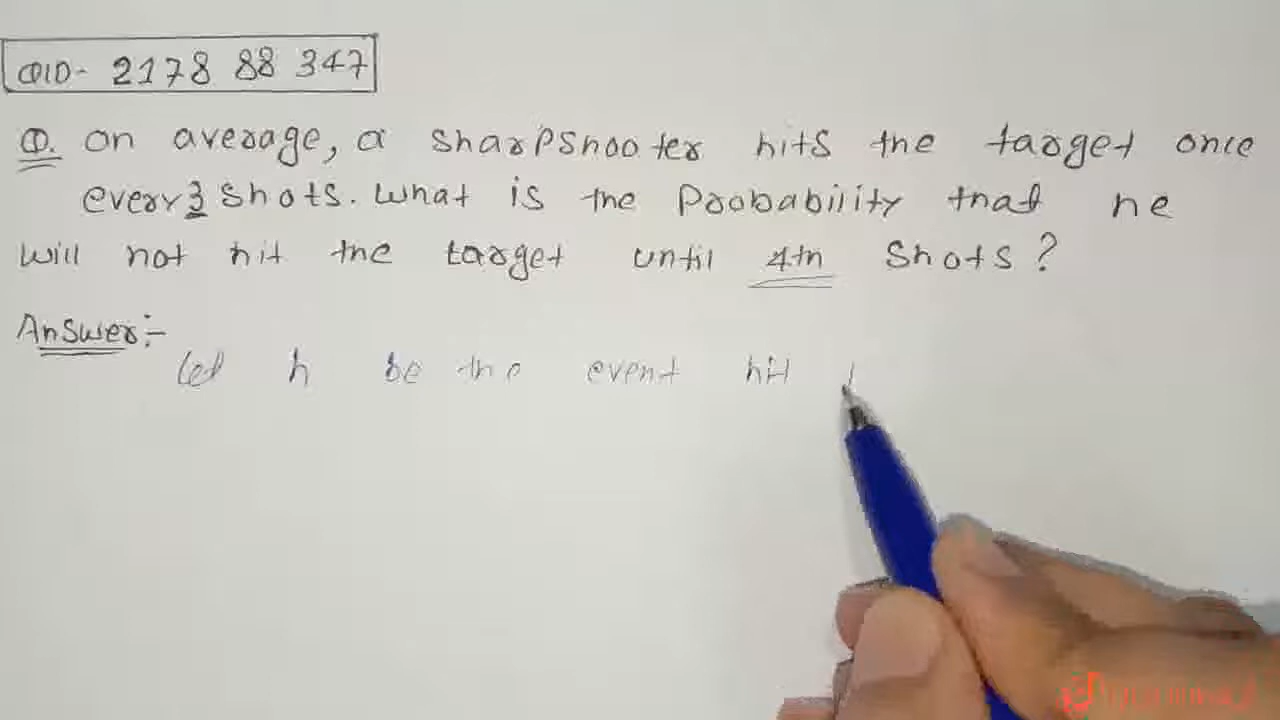 QID- 2178 88 347
Q. on average, a sharpshooter hits the target once
every 3 shots. What is the Probability that he
will not hit the target until 4th Shots?
Answer:-
Let h be the event hit